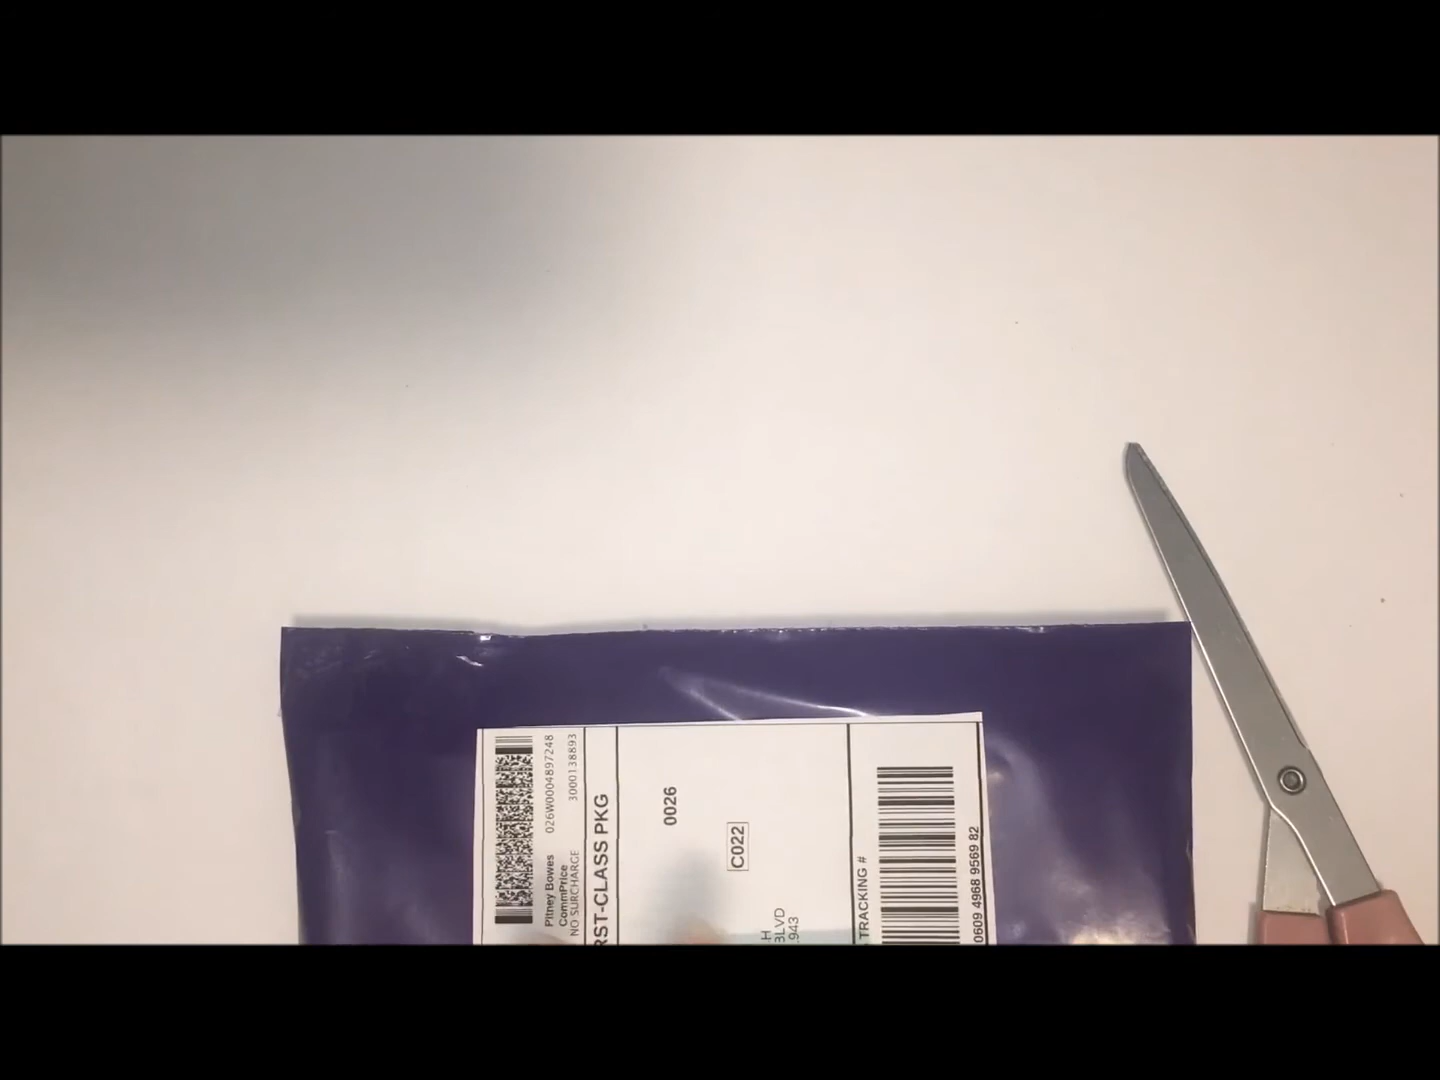 026W0004897248
3000138893
Pitney Bowes
CommPrice
NO SURCHARGE
RST-CLASS PKG
0026
C022
BLVD
943
TRACKING #
0609 4968 9569 82